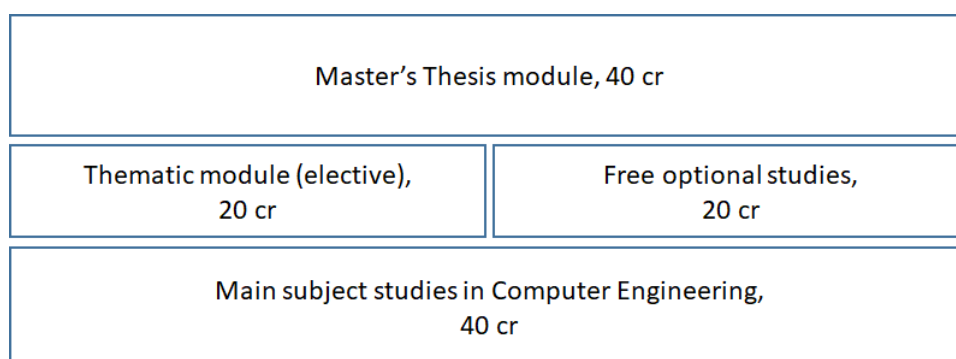 Master’s Thesis module, 40 cr
Thematic module (elective),
20 cr
Free optional studies,
20 cr
Main subject studies in Computer Engineering,
40 cr